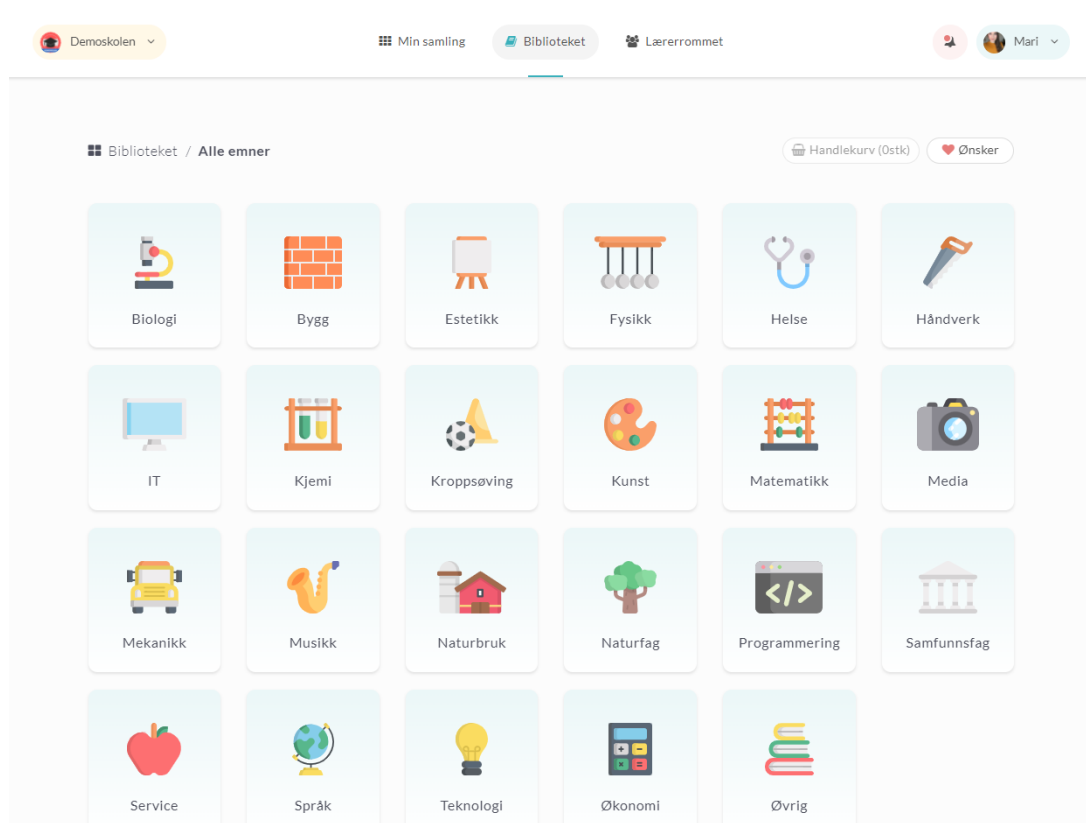 Demoskolen Min samling Biblioteket Lærerrommet Mari
Biblioteket / Alle emner Handlekurv (0stk) Ønsker
Biologi Bygg Estetikk Fysikk Helse Håndverk
IT Kjemi Kroppsøving Kunst Matematikk Media
</>
Mekanikk Musikk Naturbruk Naturfag Programmering Samfunnsfag
Service Språk Teknologi Økonomi Øvrig